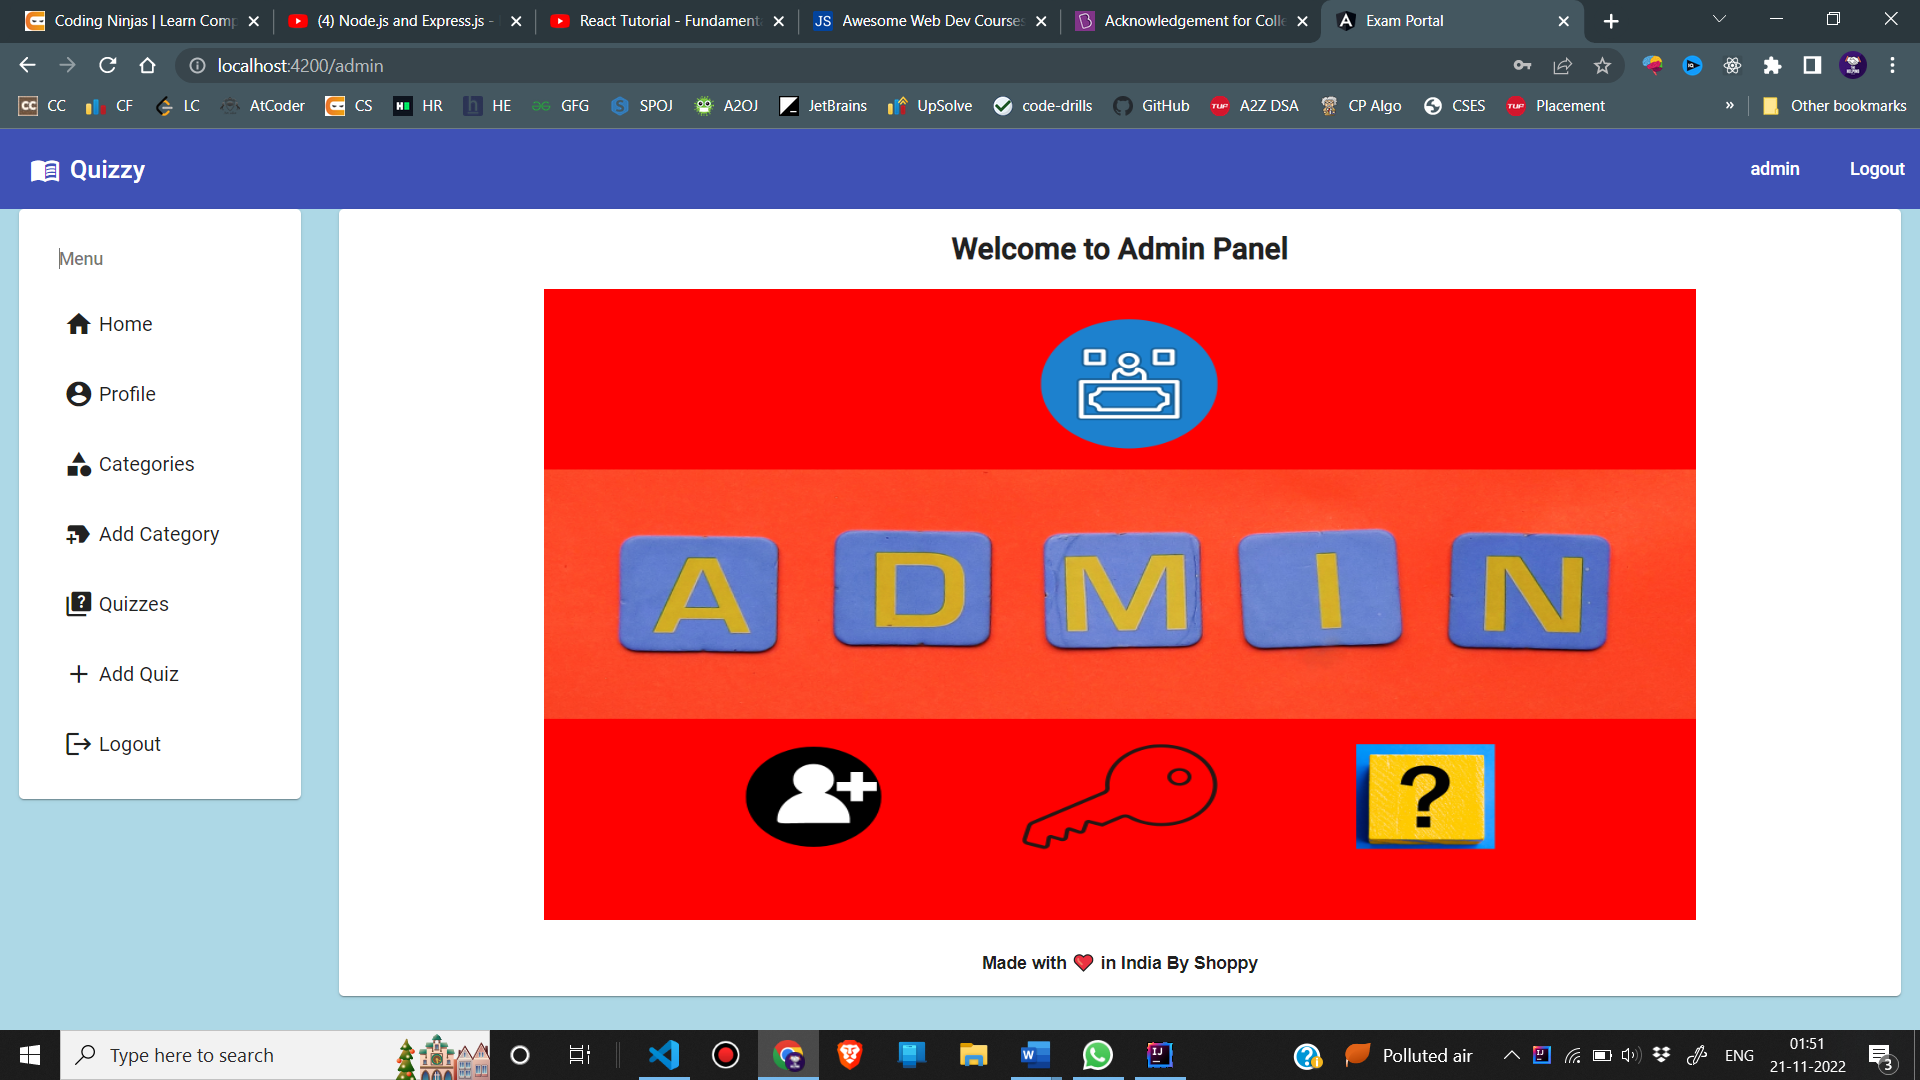 Coding Ninjas | Learn Comp
(4) Node.js and Express.js -
React Tutorial - Fundament
JS Awesome Web Dev Courses
Acknowledgement for Colle
Exam Portal
localhost:4200/admin
CC CC CF LC AtCoder CS HR HE GFG SPOJ A2OJ JetBrains UpSolve code-drills GitHub TUF A2Z DSA CP Algo CSES TUF Placement » Other bookmarks
Quizzy
admin Logout
Menu
Home
Profile
Categories
Add Category
Quizzes
Add Quiz
Logout
Welcome to Admin Panel
A D M I N
?
Made with ❤ in India By Shoppy
Type here to search
Polluted air
ENG
01:51
21-11-2022
3